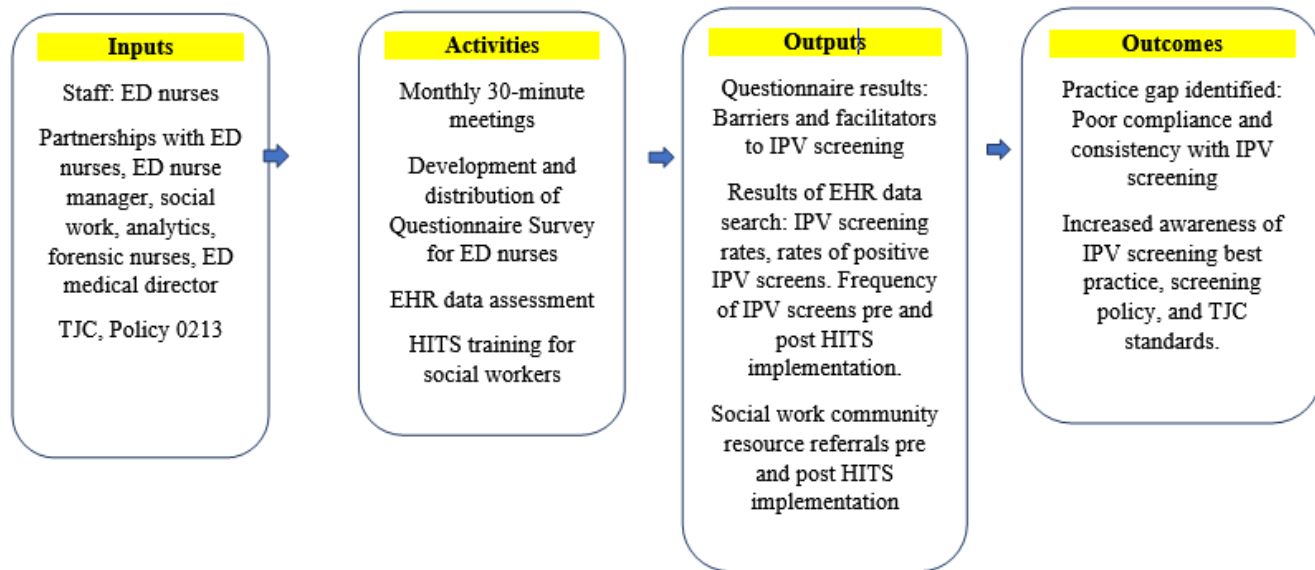 Inputs
Staff: ED nurses
Partnerships with ED
nurses, ED nurse
manager, social
work, analytics,
forensic nurses, ED
medical director
TJC, Policy 0213
Activities
Monthly 30-minute
meetings
Development and
distribution of
Questionnaire Survey
for ED nurses
EHR data assessment
HITS training for
social workers
Outputs
Questionnaire results:
Barriers and facilitators
to IPV screening
Results of EHR data
search: IPV screening
rates, rates of positive
IPV screens. Frequency
of IPV screens pre and
post HITS
implementation.
Social work community
resource referrals pre
and post HITS
implementation
Outcomes
Practice gap identified:
Poor compliance and
consistency with IPV
screening
Increased awareness of
IPV screening best
practice, screening
policy, and TJC
standards.